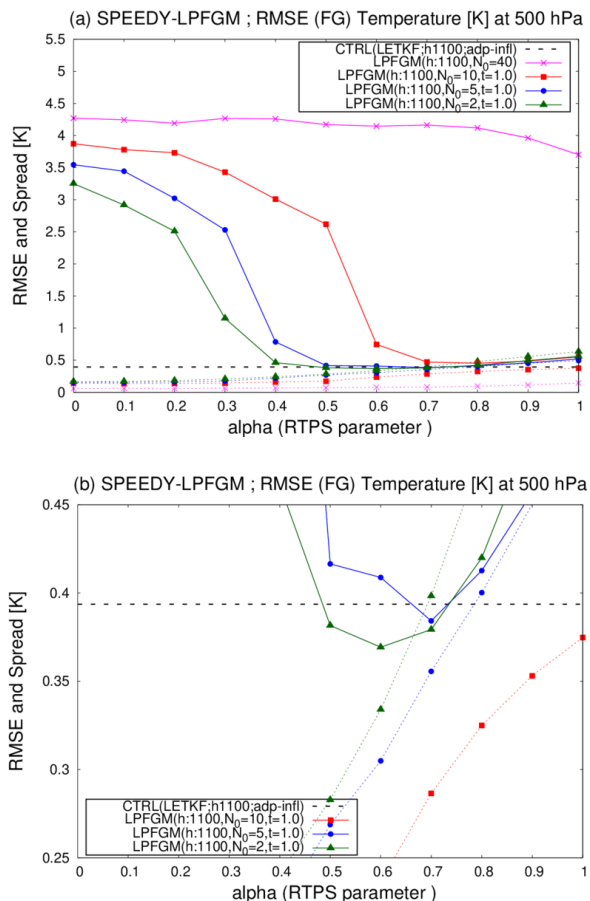 (a) SPEEDY-LPFGM ; RMSE (FG) Temperature [K] at 500 hPa
RMSE and Spread [K]
5.5
5
4.5
4
3.5
3
2.5
2
1.5
1
0.5
0
CTRL(LETKF;h1100;adp-infl)
LPFGM(h:1100,N0=40)
LPFGM(h:1100,N0=10,t=1.0)
LPFGM(h:1100,N0=5,t=1.0)
LPFGM(h:1100,N0=2,t=1.0)
0 0.1 0.2 0.3 0.4 0.5 0.6 0.7 0.8 0.9 1
alpha (RTPS parameter )
(b) SPEEDY-LPFGM ; RMSE (FG) Temperature [K] at 500 hPa
RMSE and Spread [K]
0.45
0.4
0.35
0.3
0.25
CTRL(LETKF;h1100;adp-infl)
LPFGM(h:1100,N0=10,t=1.0)
LPFGM(h:1100,N0=5,t=1.0)
LPFGM(h:1100,N0=2,t=1.0)
0 0.1 0.2 0.3 0.4 0.5 0.6 0.7 0.8 0.9 1
alpha (RTPS parameter )